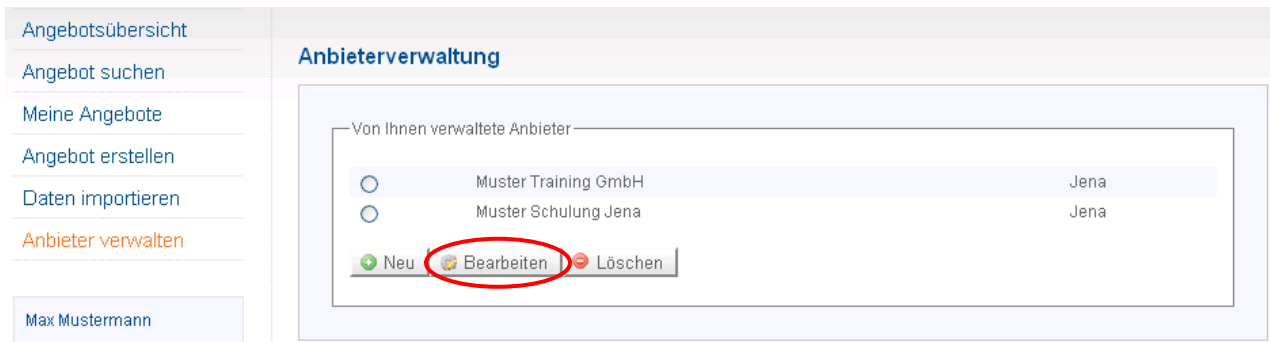 Angebotsübersicht
Angebot suchen
Meine Angebote
Angebot erstellen
Daten importieren
Anbieter verwalten
Max Mustermann
Anbieterverwaltung
Von Ihnen verwaltete Anbieter
Muster Training GmbH Jena
Muster Schulung Jena Jena
Neu Bearbeiten Löschen